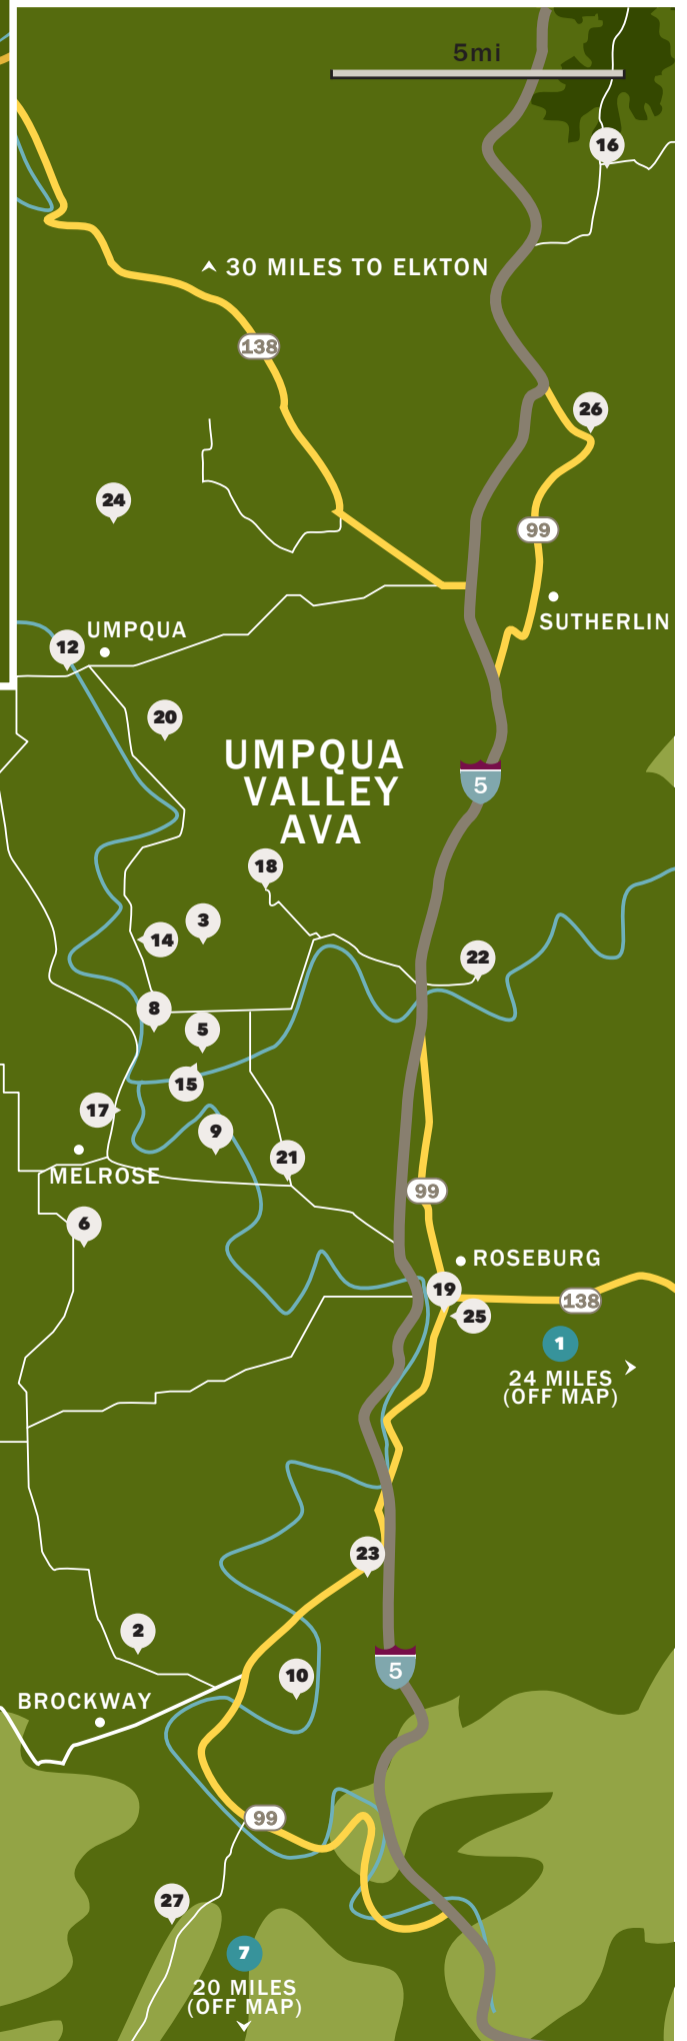 5mi
16
30 MILES TO ELKTON
138
26
24
99
SUTHERLIN
UMPQUA
12
20
UMPQUA
VALLEY
AVA
5
18
3
14
22
8
5
15
17
9
MELROSE
21
99
6
ROSEBURG
19
138
25
1
24 MILES
(OFF MAP)
23
2
5
10
BROCKWAY
99
27
7
20 MILES
(OFF MAP)